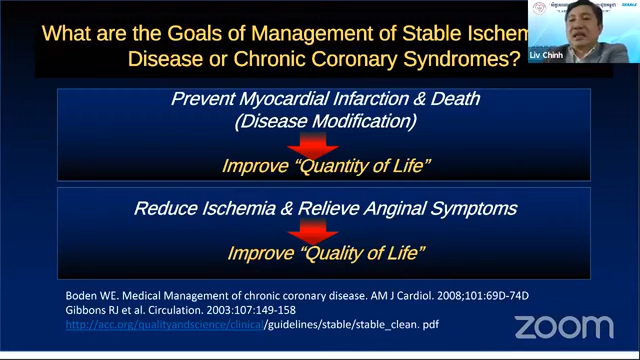 What are the Goals of Management of Stable Ischem
Disease or Chronic Coronary Syndromes?
Liv Chinh
Prevent Myocardial Infarction & Death
(Disease Modification)
Improve “Quantity of Life”
Reduce Ischemia & Relieve Anginal Symptoms
Improve “Quality of Life”
Boden WE. Medical Management of chronic coronary disease. AM J Cardiol. 2008;101:69D-74D
Gibbons RJ et al. Circulation. 2003:107:149-158
http://acc.org/qualityandscience/clinical/guidelines/stable/stable_clean. pdf
zoom